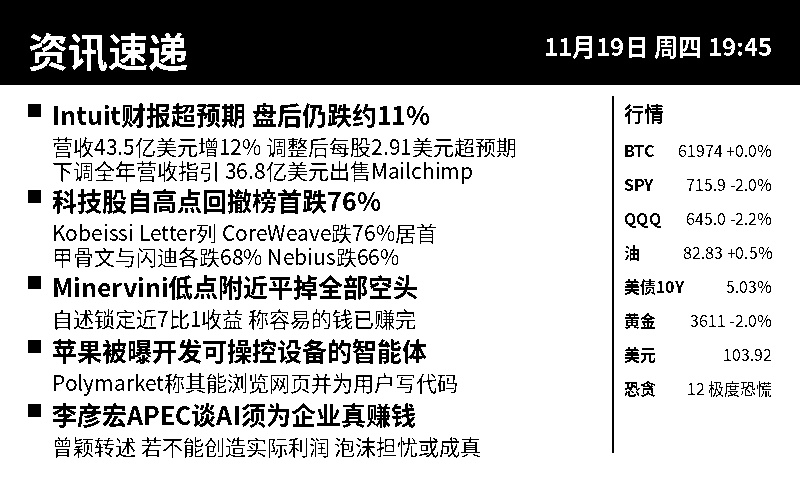 资讯速递
11月19日 周四 19:45
Intuit财报超预期 盘后仍跌约11%
营收43.5亿美元增12% 调整后每股2.91美元超预期
下调全年营收指引 36.8亿美元出售Mailchimp
科技股自高点回撤榜首跌76%
Kobeissi Letter列 CoreWeave跌76%居首
甲骨文与闪迪各跌68% Nebius跌66%
Minervini低点附近平掉全部空头
自述锁定近7比1收益 称容易的钱已赚完
苹果被曝开发可操控设备的智能体
Polymarket称其能浏览网页并为用户写代码
李彦宏APEC谈AI须为企业真赚钱
曾颖转述 若不能创造实际利润 泡沫担忧或成真
行情
BTC 61974 +0.0%
SPY 715.9 -2.0%
QQQ 645.0 -2.2%
油 82.83 +0.5%
美债10Y 5.03%
黄金 3611 -2.0%
美元 103.92
恐贪 12 极度恐慌